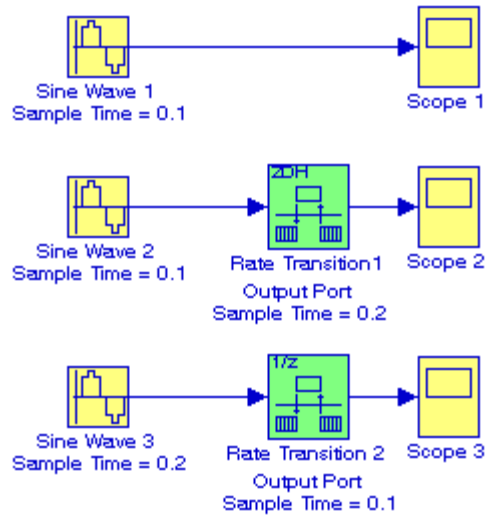 Sine Wave 1
Sample Time = 0.1
Scope 1
ZOH
Sine Wave 2
Sample Time = 0.1
Rate Transition1
Output Port
Sample Time = 0.2
Scope 2
1/z
Sine Wave 3
Sample Time = 0.2
Rate Transition 2
Output Port
Sample Time = 0.1
Scope 3